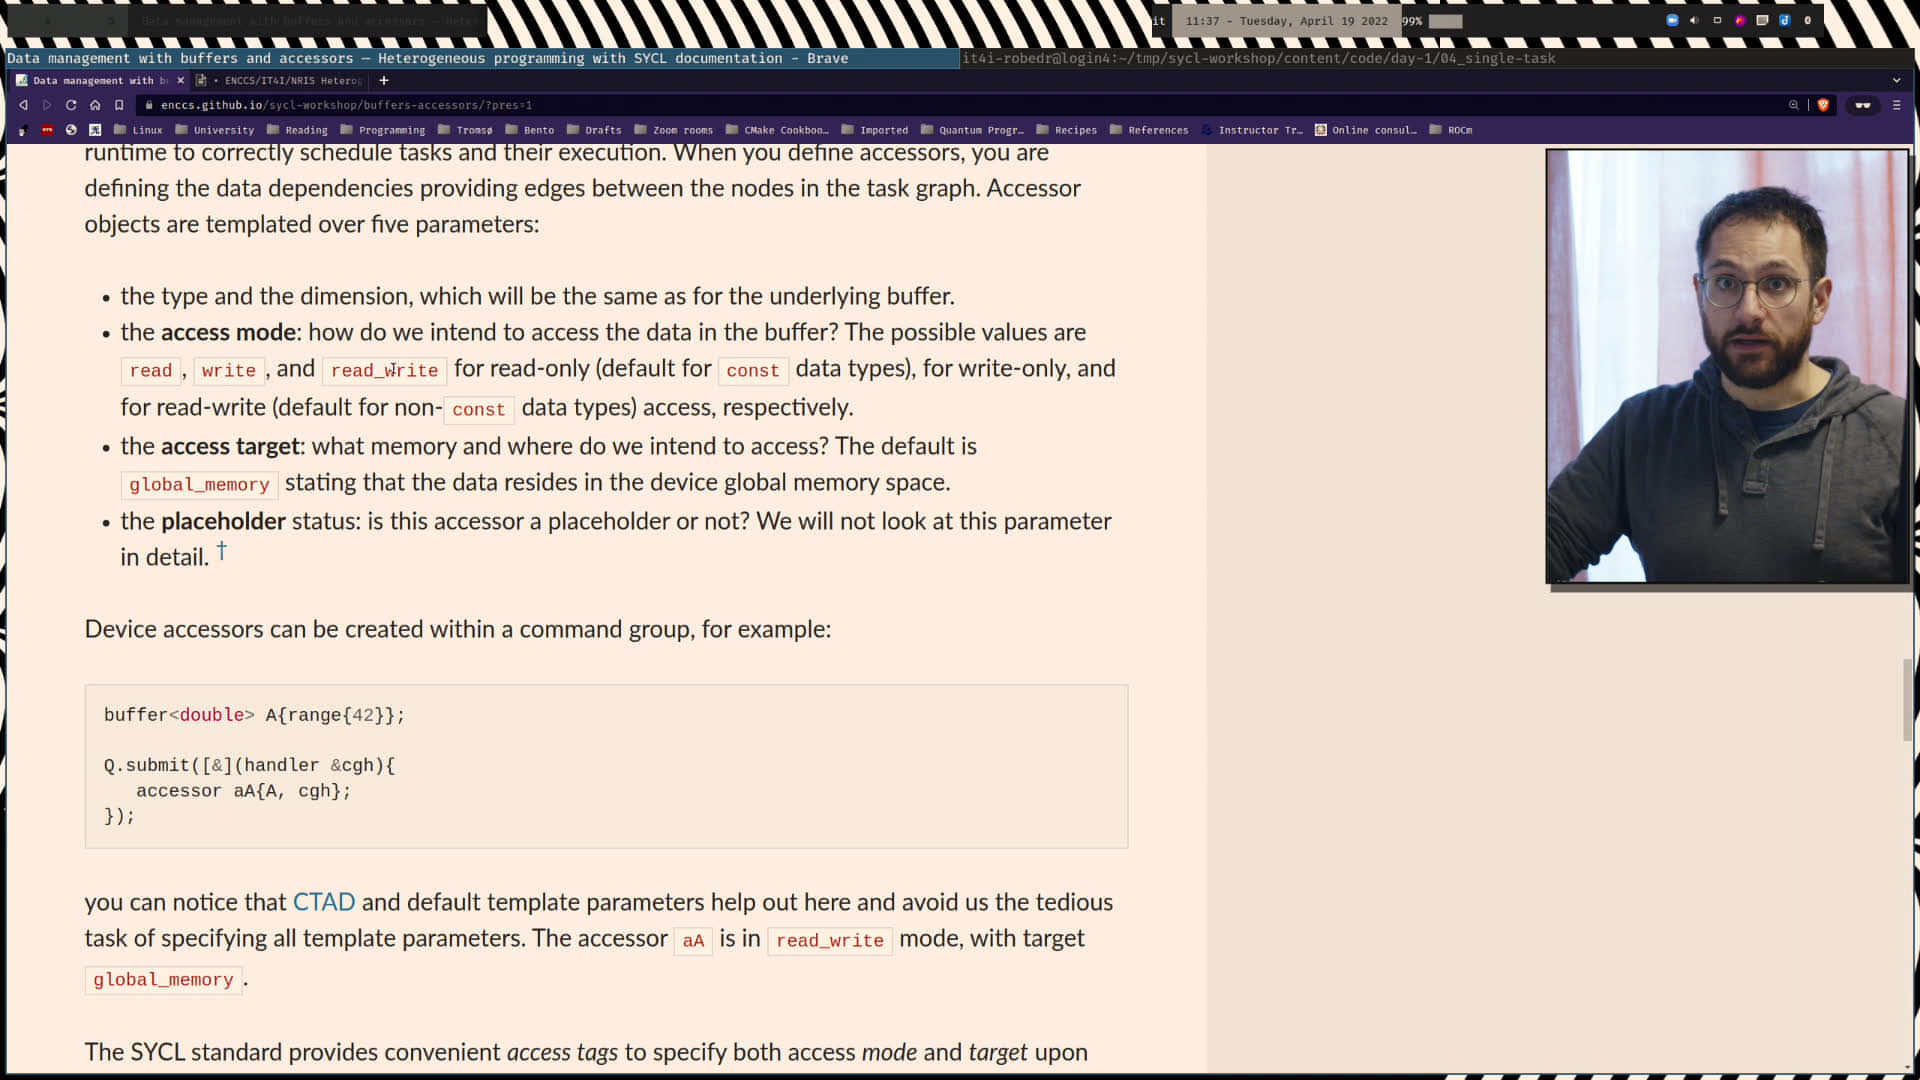 Data management with Buffers and accessors — Heter
it 11:37 - Tuesday, April 19 2022 99%
Data management with buffers and accessors — Heterogeneous programming with SYCL documentation - Brave
it4i-robedr@login4:~/tmp/sycl-workshop/content/code/day-1/04_single-task
Data management with b × · ENCCS/IT4I/NRIS Heterog +
enccs.github.io/sycl-workshop/buffers-accessors/?pres=1
Linux University Reading Programming Tromsø Bento Drafts Zoom rooms CMake Cookboo… Imported Quantum Progr… Recipes References Instructor Tr… Online consul… ROCm
runtime to correctly schedule tasks and their execution. When you define accessors, you are
defining the data dependencies providing edges between the nodes in the task graph. Accessor
objects are templated over five parameters:
• the type and the dimension, which will be the same as for the underlying buffer.
• the access mode: how do we intend to access the data in the buffer? The possible values are
read , write , and read_write for read-only (default for const data types), for write-only, and
for read-write (default for non- const data types) access, respectively.
• the access target: what memory and where do we intend to access? The default is
global_memory stating that the data resides in the device global memory space.
• the placeholder status: is this accessor a placeholder or not? We will not look at this parameter
in detail. †
Device accessors can be created within a command group, for example:
buffer<double> A{range{42}};
Q.submit([&](handler &cgh){
accessor aA{A, cgh};
});
you can notice that CTAD and default template parameters help out here and avoid us the tedious
task of specifying all template parameters. The accessor aA is in read_write mode, with target
global_memory .
The SYCL standard provides convenient access tags to specify both access mode and target upon